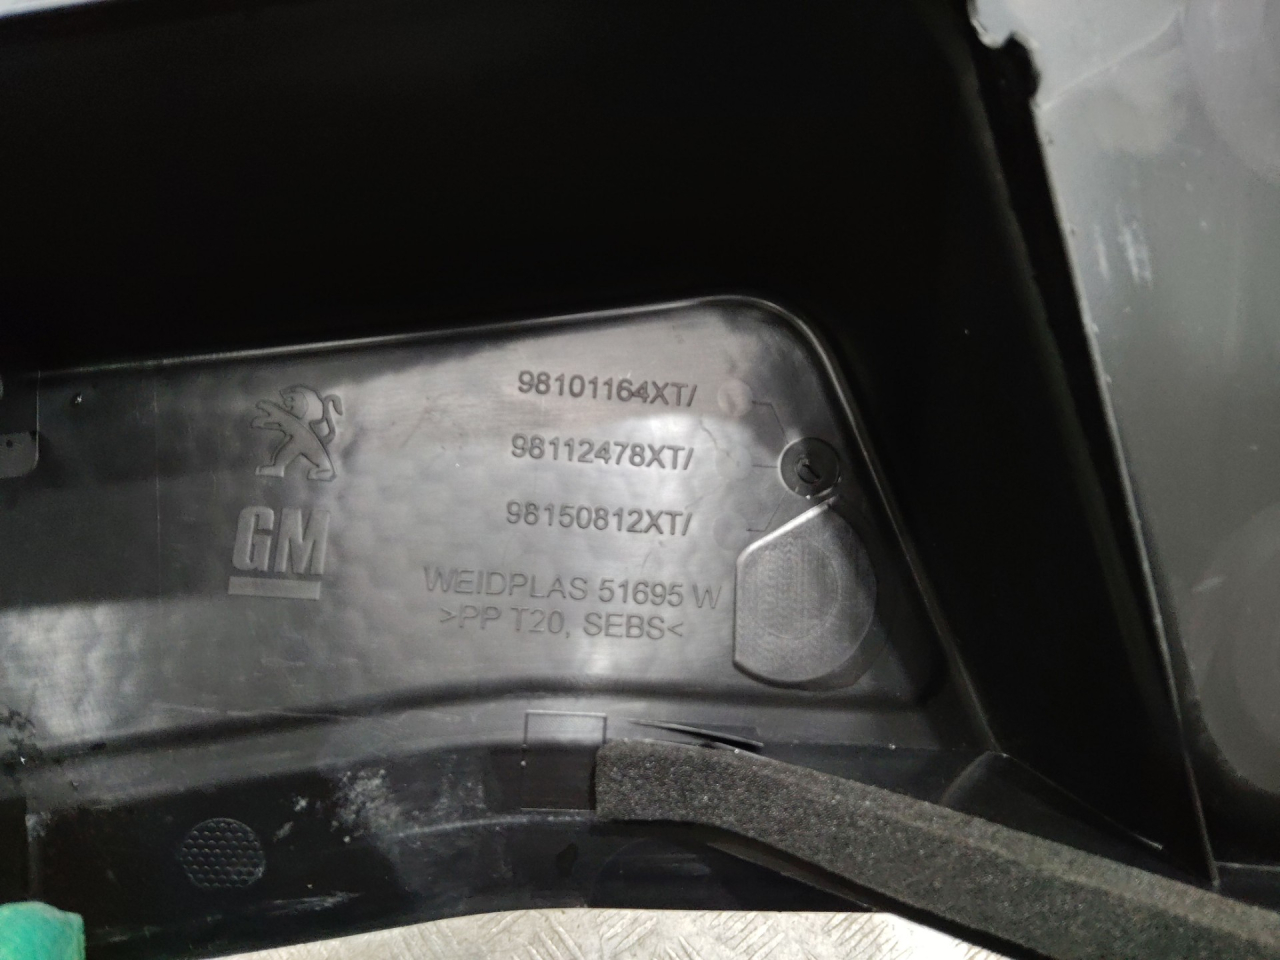 98101164XT/
98112478XT/
98150812XT/
GM
WEIDPLAS 51695 W
>PP T20, SEBS<